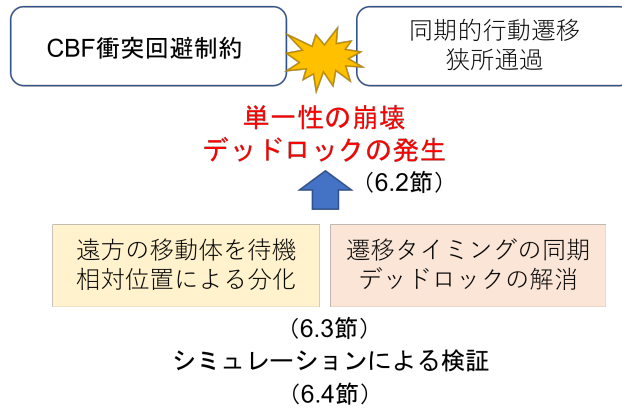 CBF衝突回避制約
同期的行動遷移
狭所通過
単一性の崩壊
デッドロックの発生
（6.2節）
遠方の移動体を待機
相対位置による分化
遷移タイミングの同期
デッドロックの解消
（6.3節）
シミュレーションによる検証
（6.4節）